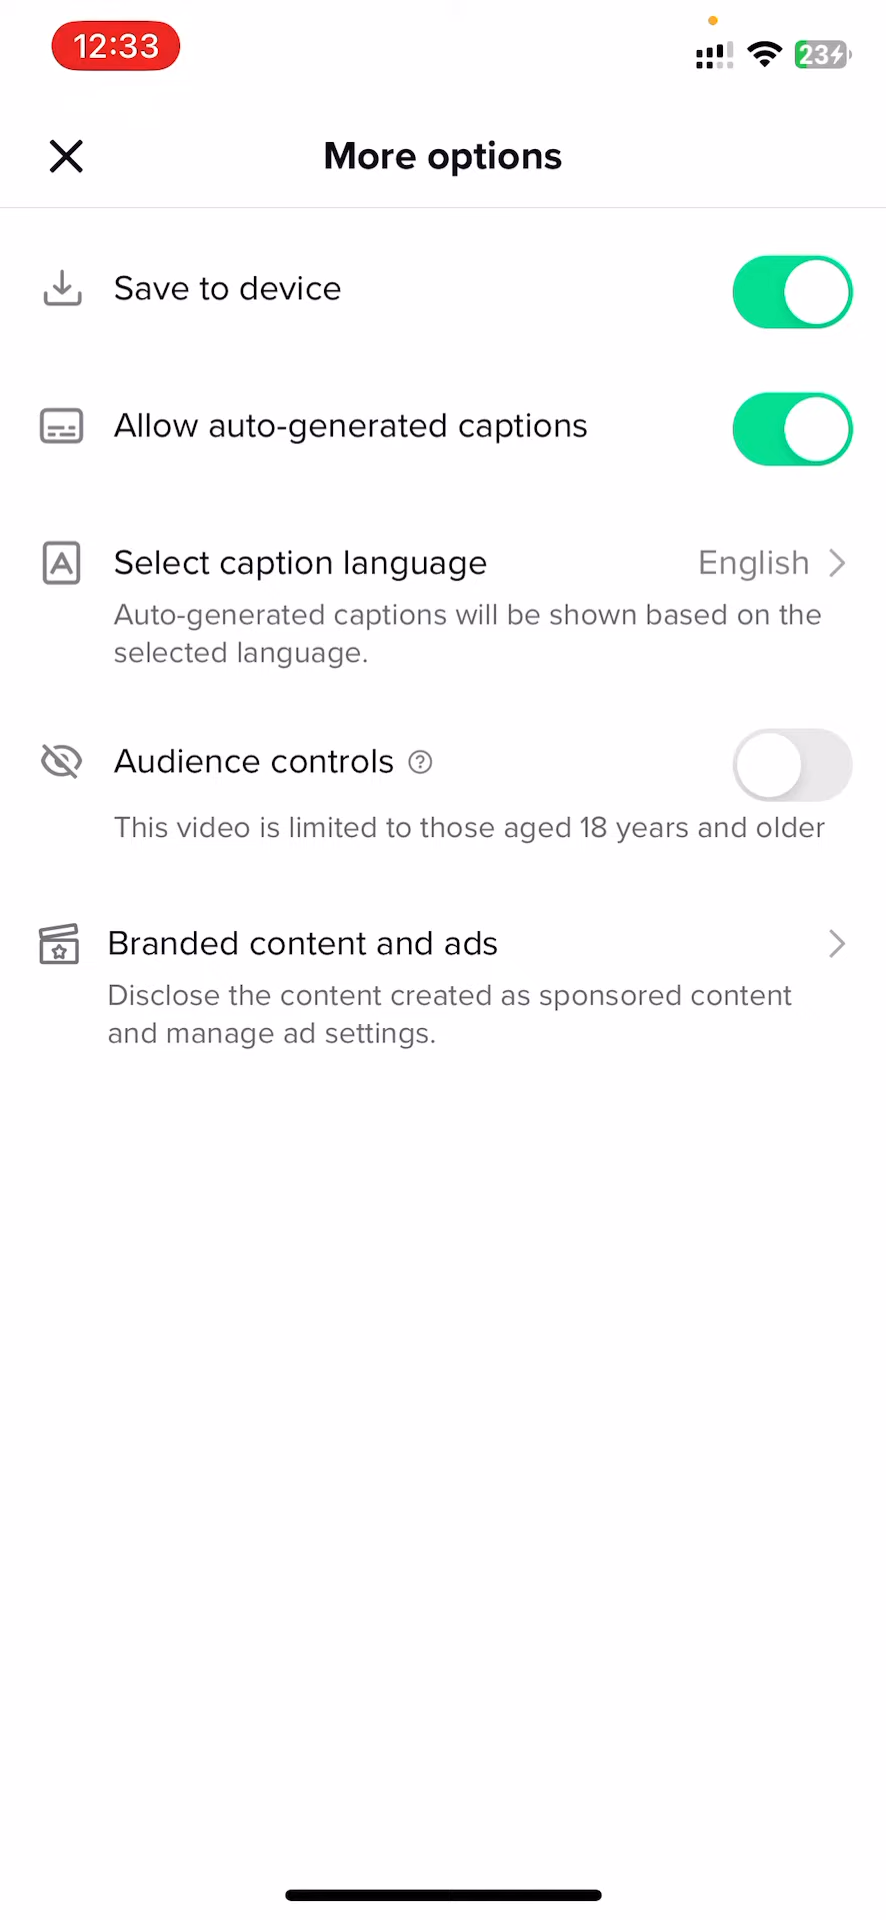 12:33
23
More options
Save to device
Allow auto-generated captions
Select caption language
English
Auto-generated captions will be shown based on the
selected language.
Audience controls
This video is limited to those aged 18 years and older
Branded content and ads
Disclose the content created as sponsored content
and manage ad settings.